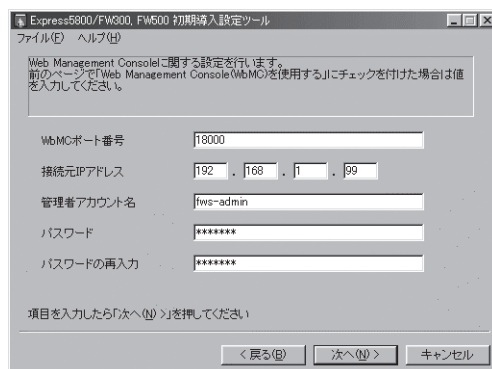 Express5800/FW300, FW500 初期導入設定ツール
ファイル(F) ヘルプ(H)
Web Management Consoleに関する設定を行います。
前のページで「Web Management Console(WbMC)を使用する」にチェックを付けた場合は値
を入力してください。
WbMCポート番号 18000
接続元IPアドレス 192 . 168 . 1 . 99
管理者アカウント名 fws-admin
パスワード *******
パスワードの再入力 *******
項目を入力したら「次へ(N) >」を押してください
< 戻る(B) 次へ(N) > キャンセル